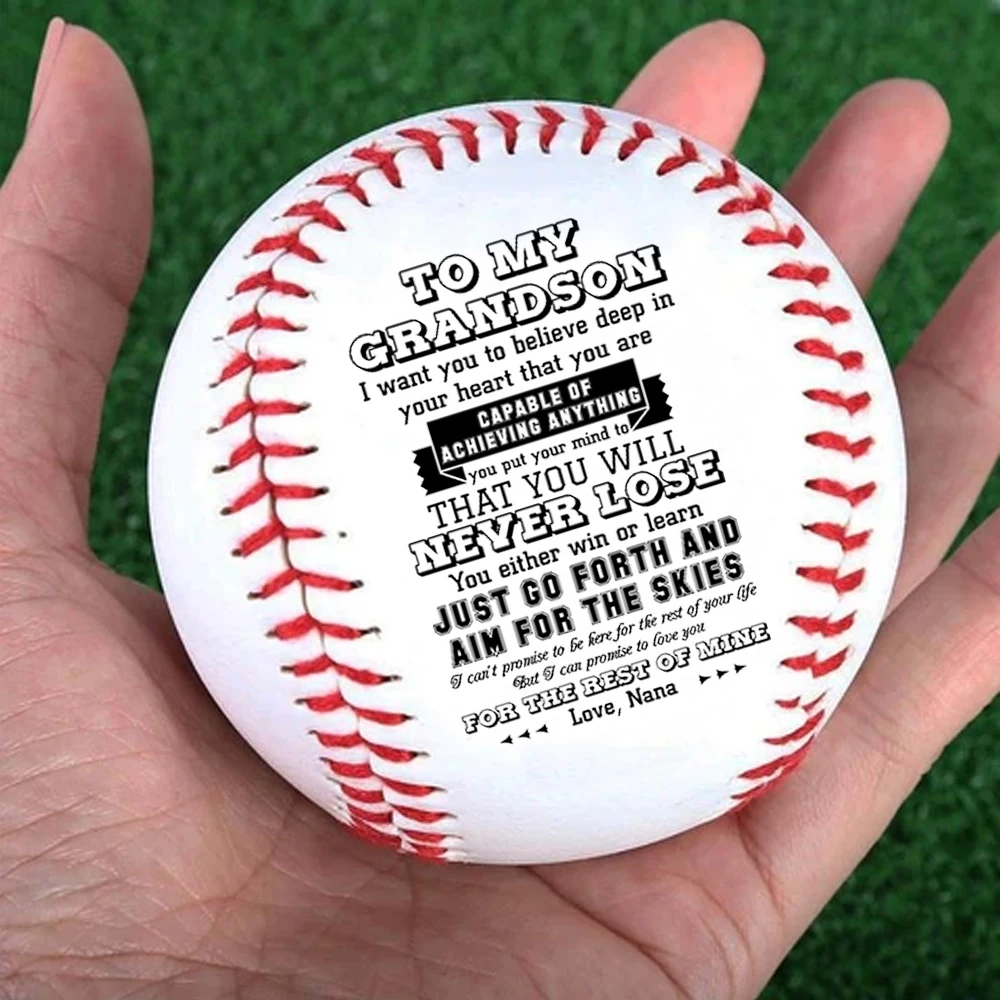 TO MY
GRANDSON
I want you to believe deep in
your heart that you are
CAPABLE OF
ACHIEVING ANYTHING
you put your mind to
THAT YOU WILL
NEVER LOSE
You either win or learn
JUST GO FORTH AND
AIM FOR THE SKIES
I can't promise to be here for the rest of your life
But I can promise to love you
FOR THE REST OF MINE
Love, Nana